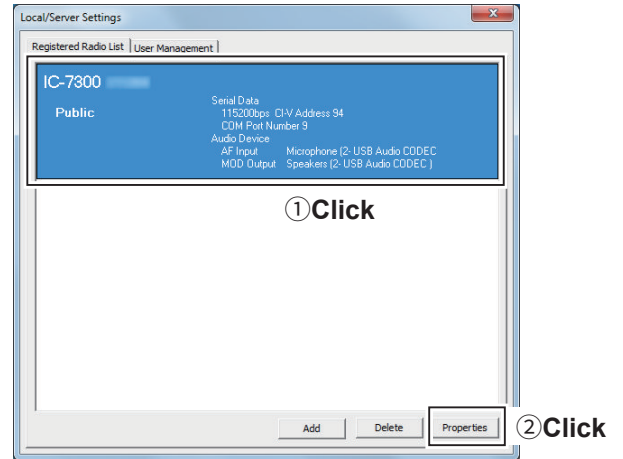 Local/Server Settings
x
Registered Radio List User Management
IC-7300
Public
Serial Data
115200bps CI-V Address 94
COM Port Number 9
Audio Device
AF Input Microphone (2- USB Audio CODEC
MOD Output Speakers (2- USB Audio CODEC )
①Click
Add Delete Properties
②Click